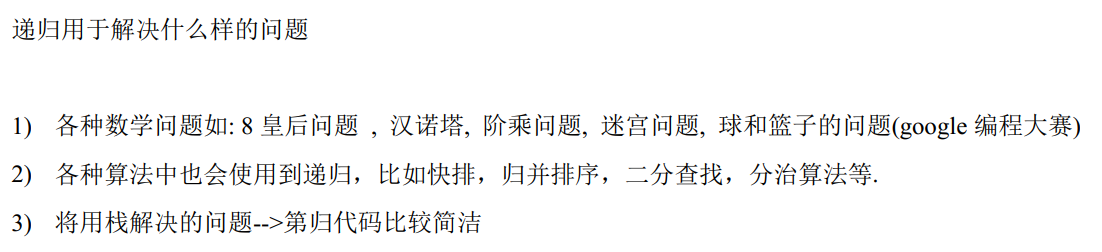 递归用于解决什么样的问题
1) 各种数学问题如: 8 皇后问题 , 汉诺塔, 阶乘问题, 迷宫问题, 球和篮子的问题(google 编程大赛)
2) 各种算法中也会使用到递归，比如快排，归并排序，二分查找，分治算法等.
3) 将用栈解决的问题-->第归代码比较简洁